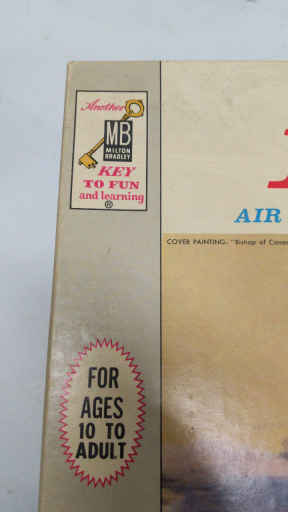 Another
MB
MILTON
BRADLEY
KEY
TO FUN
and learning
®
AIR
COVER PAINTING. "Bishop of
FOR
AGES
10 TO
ADULT